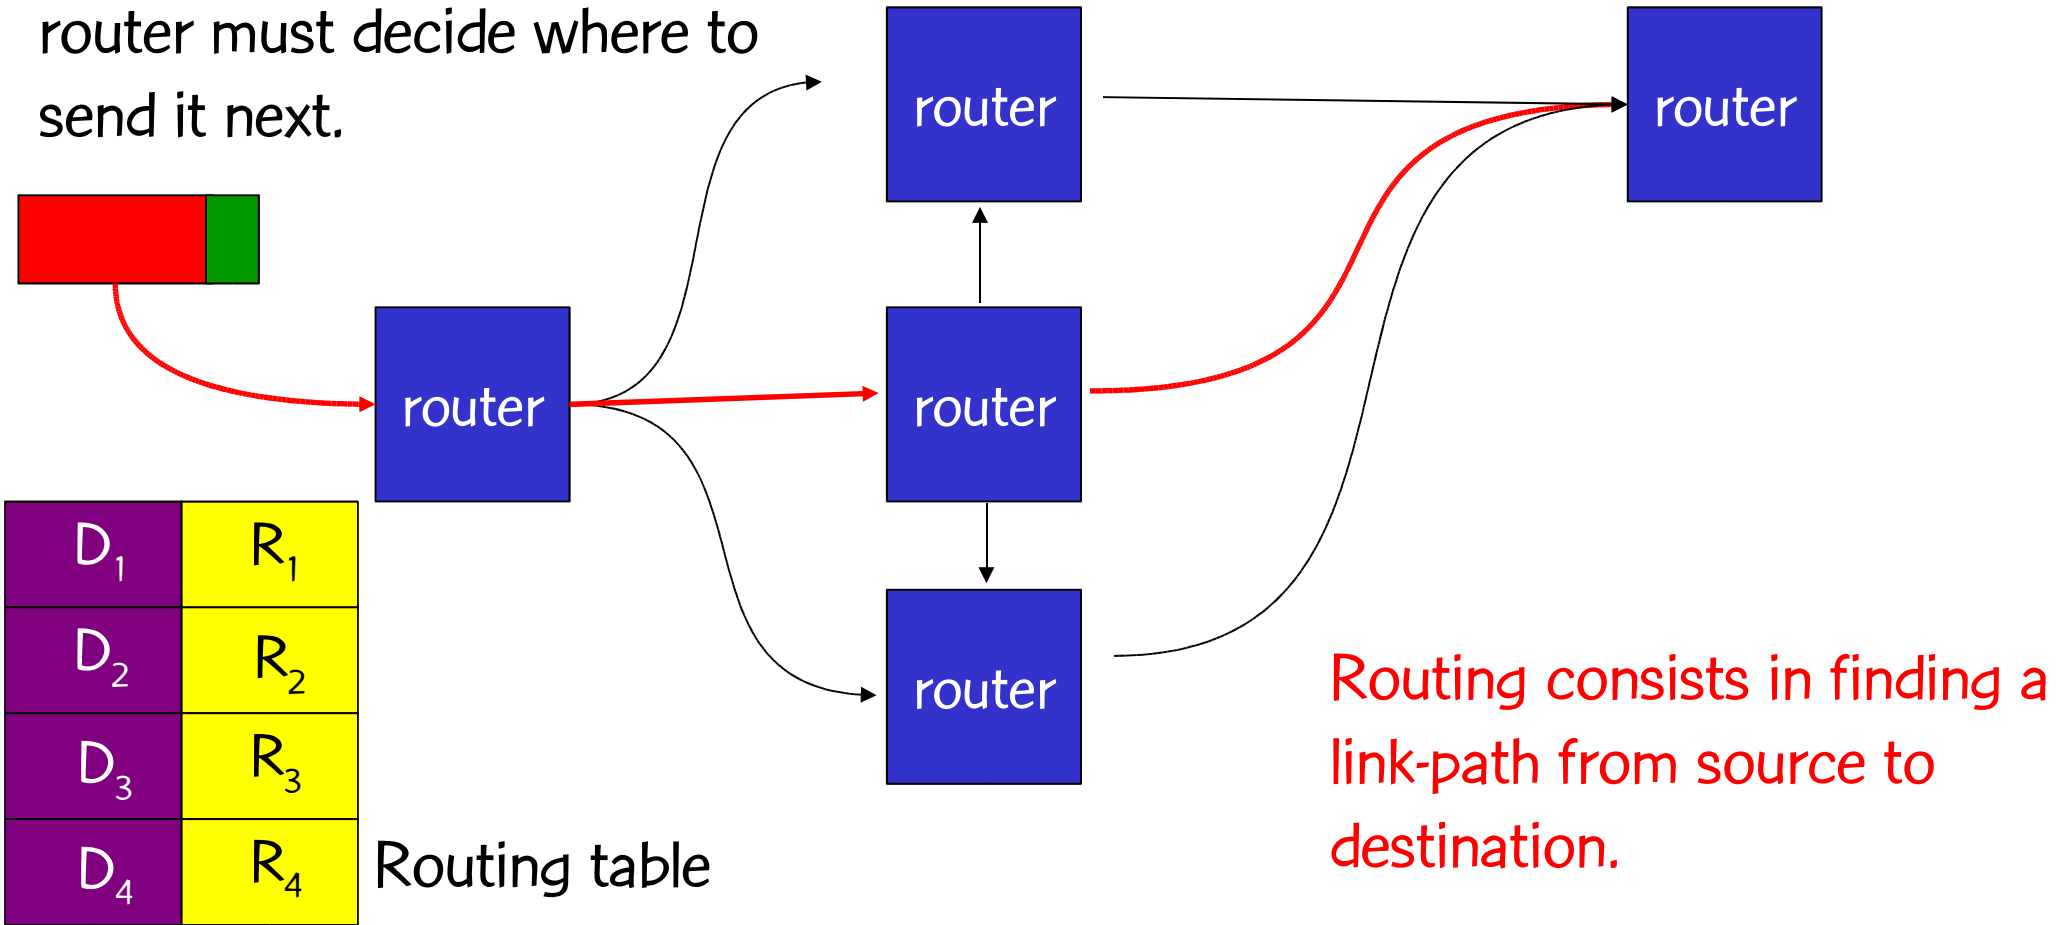 router must decide where to
send it next.
router
router
router
router
router
D1 R1
D2 R2
D3 R3
D4 R4
Routing table
Routing consists in finding a
link-path from source to
destination.